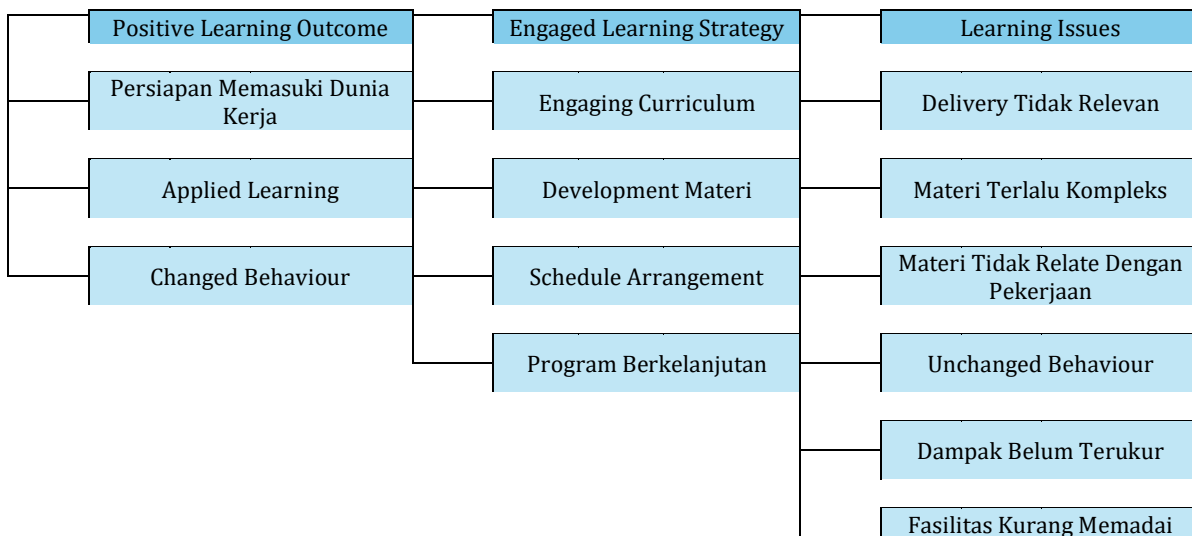 Positive Learning Outcome
Persiapan Memasuki Dunia
Kerja
Applied Learning
Changed Behaviour
Engaged Learning Strategy
Engaging Curriculum
Development Materi
Schedule Arrangement
Program Berkelanjutan
Learning Issues
Delivery Tidak Relevan
Materi Terlalu Kompleks
Materi Tidak Relate Dengan
Pekerjaan
Unchanged Behaviour
Dampak Belum Terukur
Fasilitas Kurang Memadai